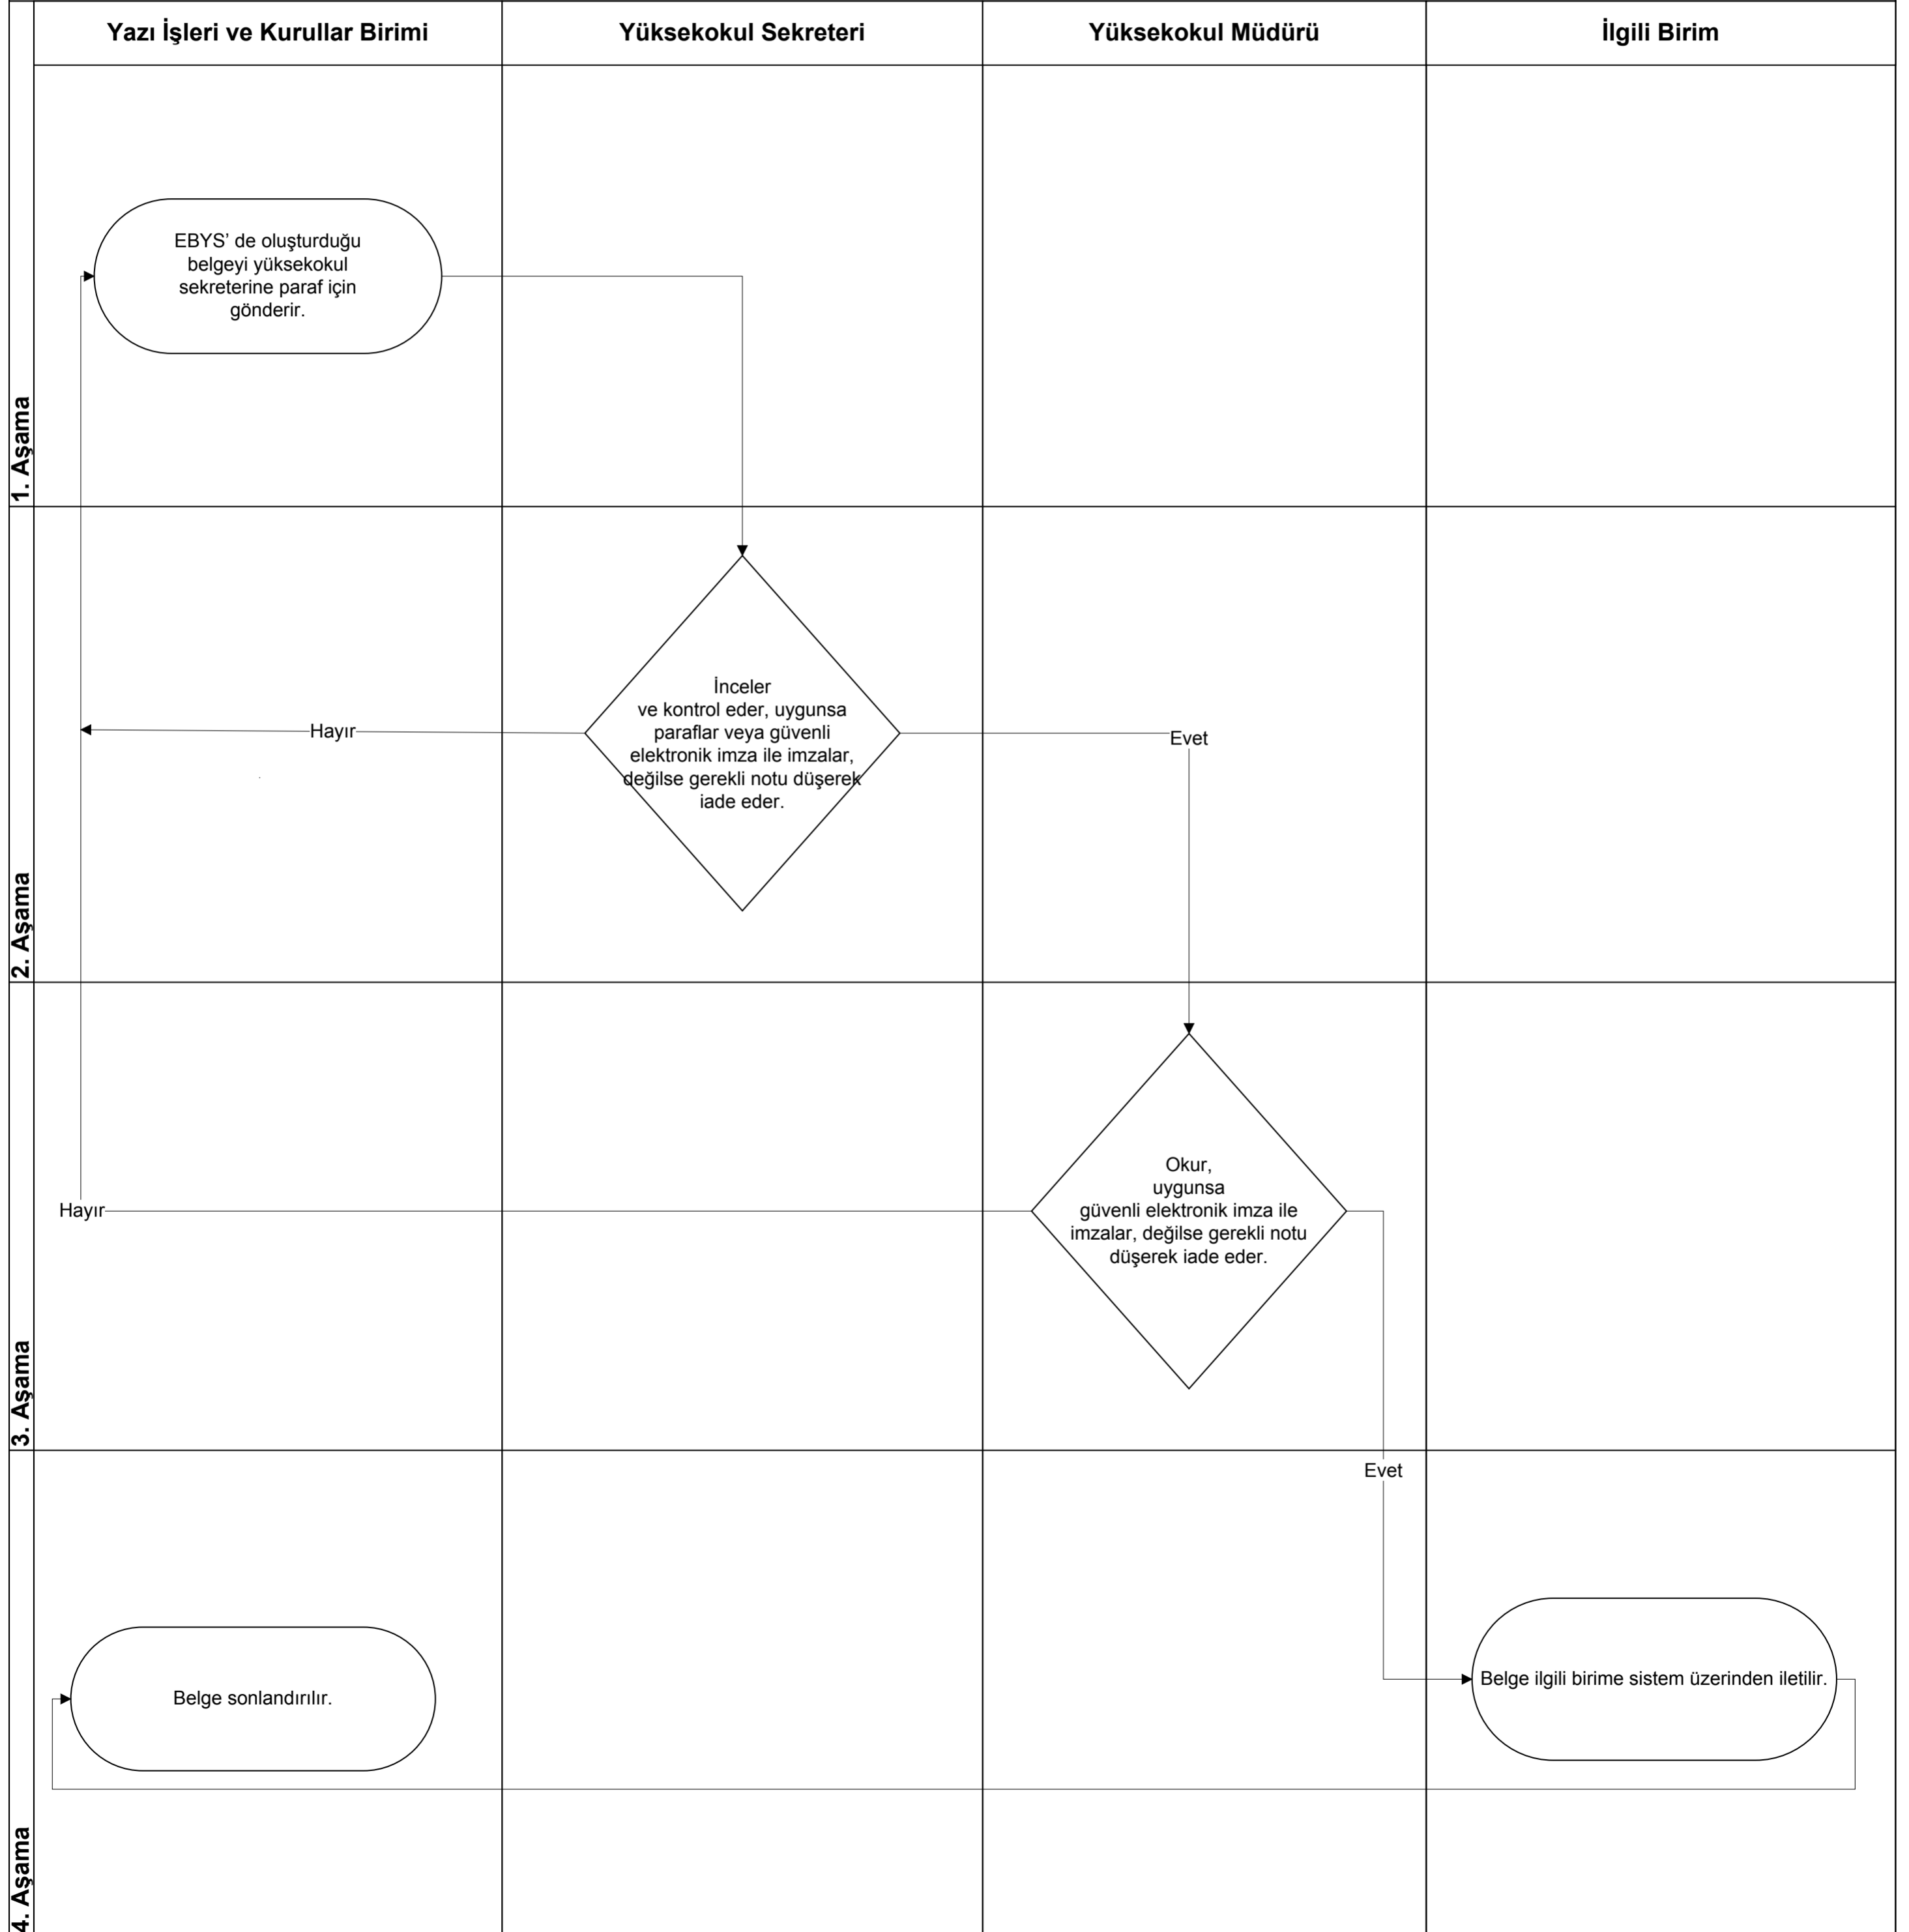 Yazı İşleri ve Kurullar Birimi
Yüksekokul Sekreteri
Yüksekokul Müdürü
İlgili Birim
1. Aşama
EBYS’ de oluşturduğu
belgeyi yüksekokul
sekreterine paraf için
gönderir.
2. Aşama
Hayır
İnceler
ve kontrol eder, uygunsa
paraflar veya güvenli
elektronik imza ile imzalar,
değilse gerekli notu düşerek
iade eder.
Evet
3. Aşama
Hayır
Okur,
uygunsa
güvenli elektronik imza ile
imzalar, değilse gerekli notu
düşerek iade eder.
4. Aşama
Evet
Belge sonlandırılır.
Belge ilgili birime sistem üzerinden iletilir.